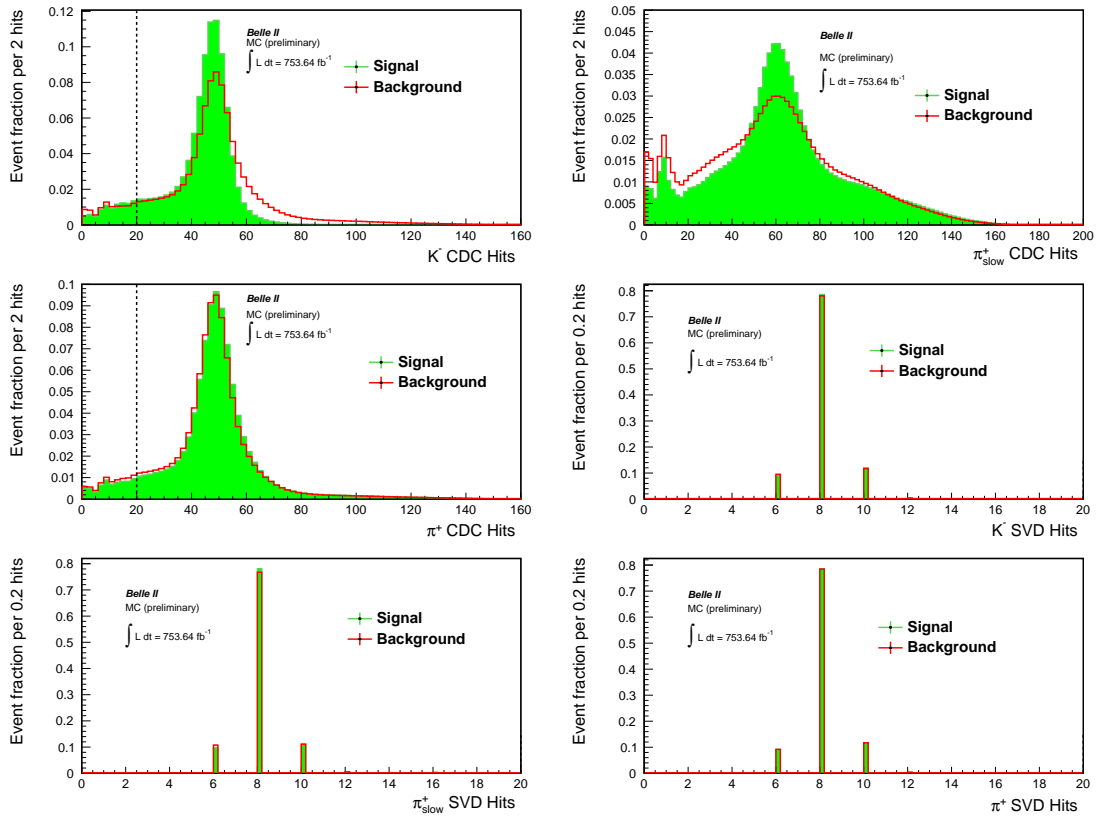 Event fraction per 2 hits
0.12
0.1
0.08
0.06
0.04
0.02
0
Belle II
MC (preliminary)
∫ L dt = 753.64 fb⁻¹
Signal
Background
0 20 40 60 80 100 120 140 160
K⁻ CDC Hits
Event fraction per 2 hits
0.05
0.045
0.04
0.035
0.03
0.025
0.02
0.015
0.01
0.005
0
Belle II
MC (preliminary)
∫ L dt = 753.64 fb⁻¹
Signal
Background
0 20 40 60 80 100 120 140 160 180 200
π⁺slow CDC Hits
Event fraction per 2 hits
0.1
0.09
0.08
0.07
0.06
0.05
0.04
0.03
0.02
0.01
0
Belle II
MC (preliminary)
∫ L dt = 753.64 fb⁻¹
Signal
Background
0 20 40 60 80 100 120 140 160
π⁺ CDC Hits
Event fraction per 0.2 hits
0.8
0.7
0.6
0.5
0.4
0.3
0.2
0.1
0
Belle II
MC (preliminary)
∫ L dt = 753.64 fb⁻¹
Signal
Background
0 2 4 6 8 10 12 14 16 18 20
K⁻ SVD Hits
Event fraction per 0.2 hits
0.8
0.7
0.6
0.5
0.4
0.3
0.2
0.1
0
Belle II
MC (preliminary)
∫ L dt = 753.64 fb⁻¹
Signal
Background
0 2 4 6 8 10 12 14 16 18 20
π⁺slow SVD Hits
Event fraction per 0.2 hits
0.8
0.7
0.6
0.5
0.4
0.3
0.2
0.1
0
Belle II
MC (preliminary)
∫ L dt = 753.64 fb⁻¹
Signal
Background
0 2 4 6 8 10 12 14 16 18 20
π⁺ SVD Hits